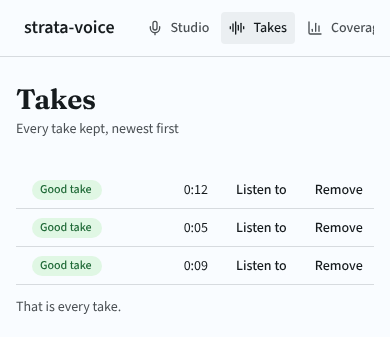 strata-voice Studio Takes Coverag
Takes
Every take kept, newest first
Good take 0:12 Listen to Remove
Good take 0:05 Listen to Remove
Good take 0:09 Listen to Remove
That is every take.